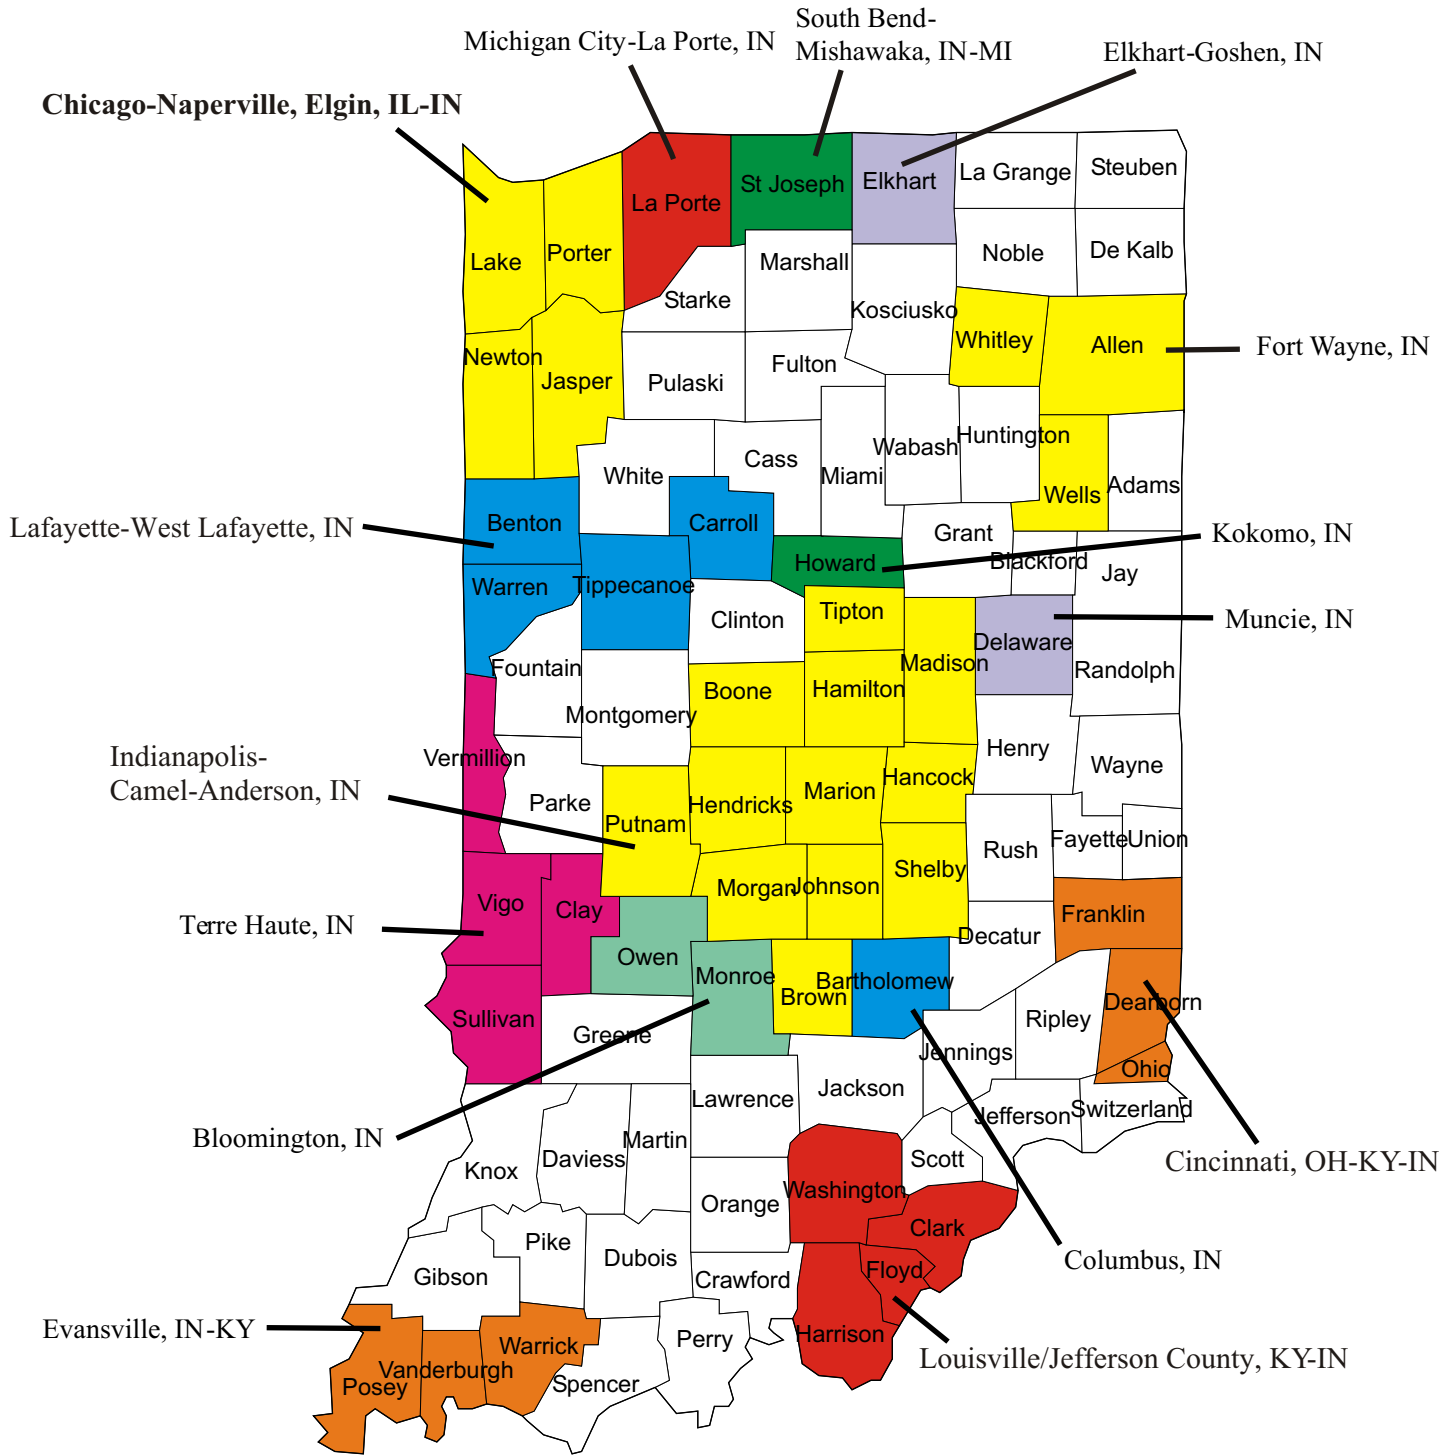 South Bend-
Mishawaka, IN-MI
Michigan City-La Porte, IN
Elkhart-Goshen, IN
Chicago-Naperville, Elgin, IL-IN
La Grange
Steuben
St Joseph
Elkhart
La Porte
Lake
Porter
Marshall
Noble
De Kalb
Starke
Kosciusko
Whitley
Allen
Fort Wayne, IN
Newton
Jasper
Pulaski
Fulton
White
Cass
Miami
Wabash
Huntington
Wells
Adams
Lafayette-West Lafayette, IN
Benton
Carroll
Grant
Kokomo, IN
Howard
Blackford
Jay
Warren
Tippecanoe
Clinton
Tipton
Muncie, IN
Delaware
Madison
Randolph
Fountain
Boone
Hamilton
Montgomery
Henry
Indianapolis-
Camel-Anderson, IN
Vermillion
Wayne
Parke
Putnam
Hendricks
Marion
Hancock
Rush
Fayette
Union
Shelby
Morgan
Johnson
Vigo
Clay
Franklin
Terre Haute, IN
Decatur
Owen
Monroe
Brown
Bartholomew
Dearborn
Sullivan
Greene
Ripley
Jennings
Ohio
Jackson
Lawrence
Jefferson
Switzerland
Bloomington, IN
Martin
Daviess
Knox
Scott
Cincinnati, OH-KY-IN
Washington
Orange
Clark
Pike
Dubois
Columbus, IN
Gibson
Crawford
Floyd
Evansville, IN-KY
Warrick
Perry
Harrison
Louisville/Jefferson County, KY-IN
Vanderburgh
Posey
Spencer